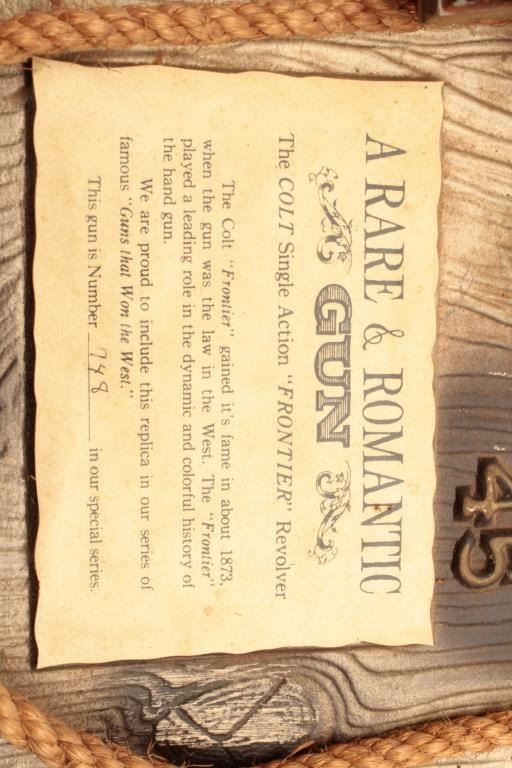 A RARE & ROMANTIC
GUN
The COLT Single Action "FRONTIER" Revolver
The Colt "Frontier" gained it's fame in about 1873,
when the gun was the law in the West. The "Frontier"
played a leading role in the dynamic and colorful history of
the hand gun.
We are proud to include this replica in our series of
famous "Guns that Won the West."
This gun is Number 748 in our special series.
45